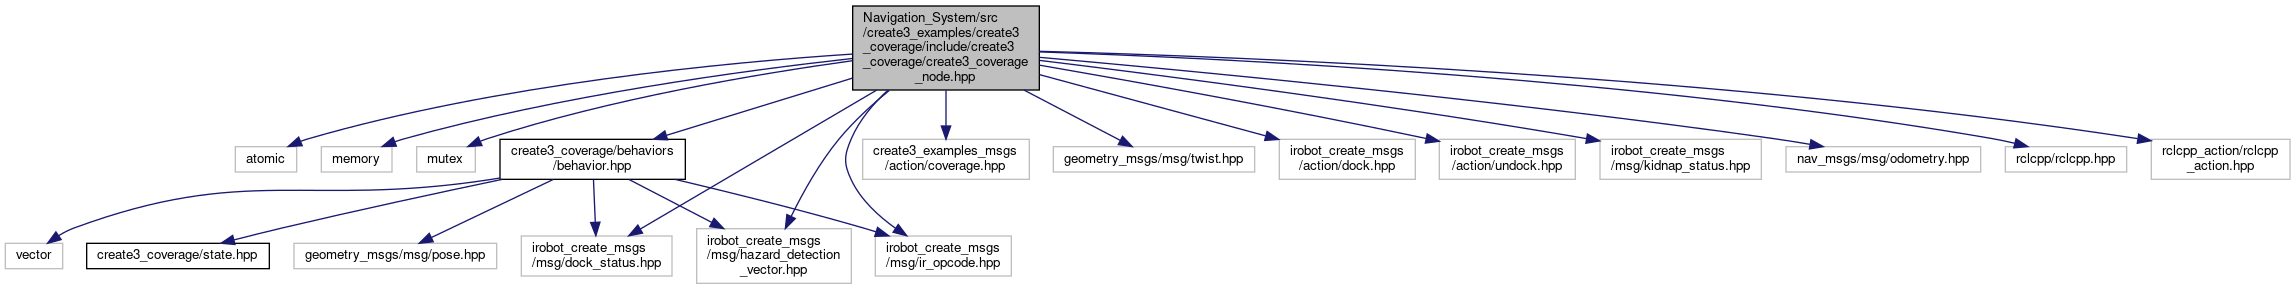 Navigation_System/src
/create3_examples/create3
_coverage/include/create3
_coverage/create3_coverage
_node.hpp
atomic
memory
mutex
create3_coverage/behaviors
/behavior.hpp
create3_examples_msgs
/action/coverage.hpp
geometry_msgs/msg/twist.hpp
irobot_create_msgs
/action/dock.hpp
irobot_create_msgs
/action/undock.hpp
irobot_create_msgs
/msg/kidnap_status.hpp
nav_msgs/msg/odometry.hpp
rclcpp/rclcpp.hpp
rclcpp_action/rclcpp
_action.hpp
vector
create3_coverage/state.hpp
geometry_msgs/msg/pose.hpp
irobot_create_msgs
/msg/dock_status.hpp
irobot_create_msgs
/msg/hazard_detection
_vector.hpp
irobot_create_msgs
/msg/ir_opcode.hpp